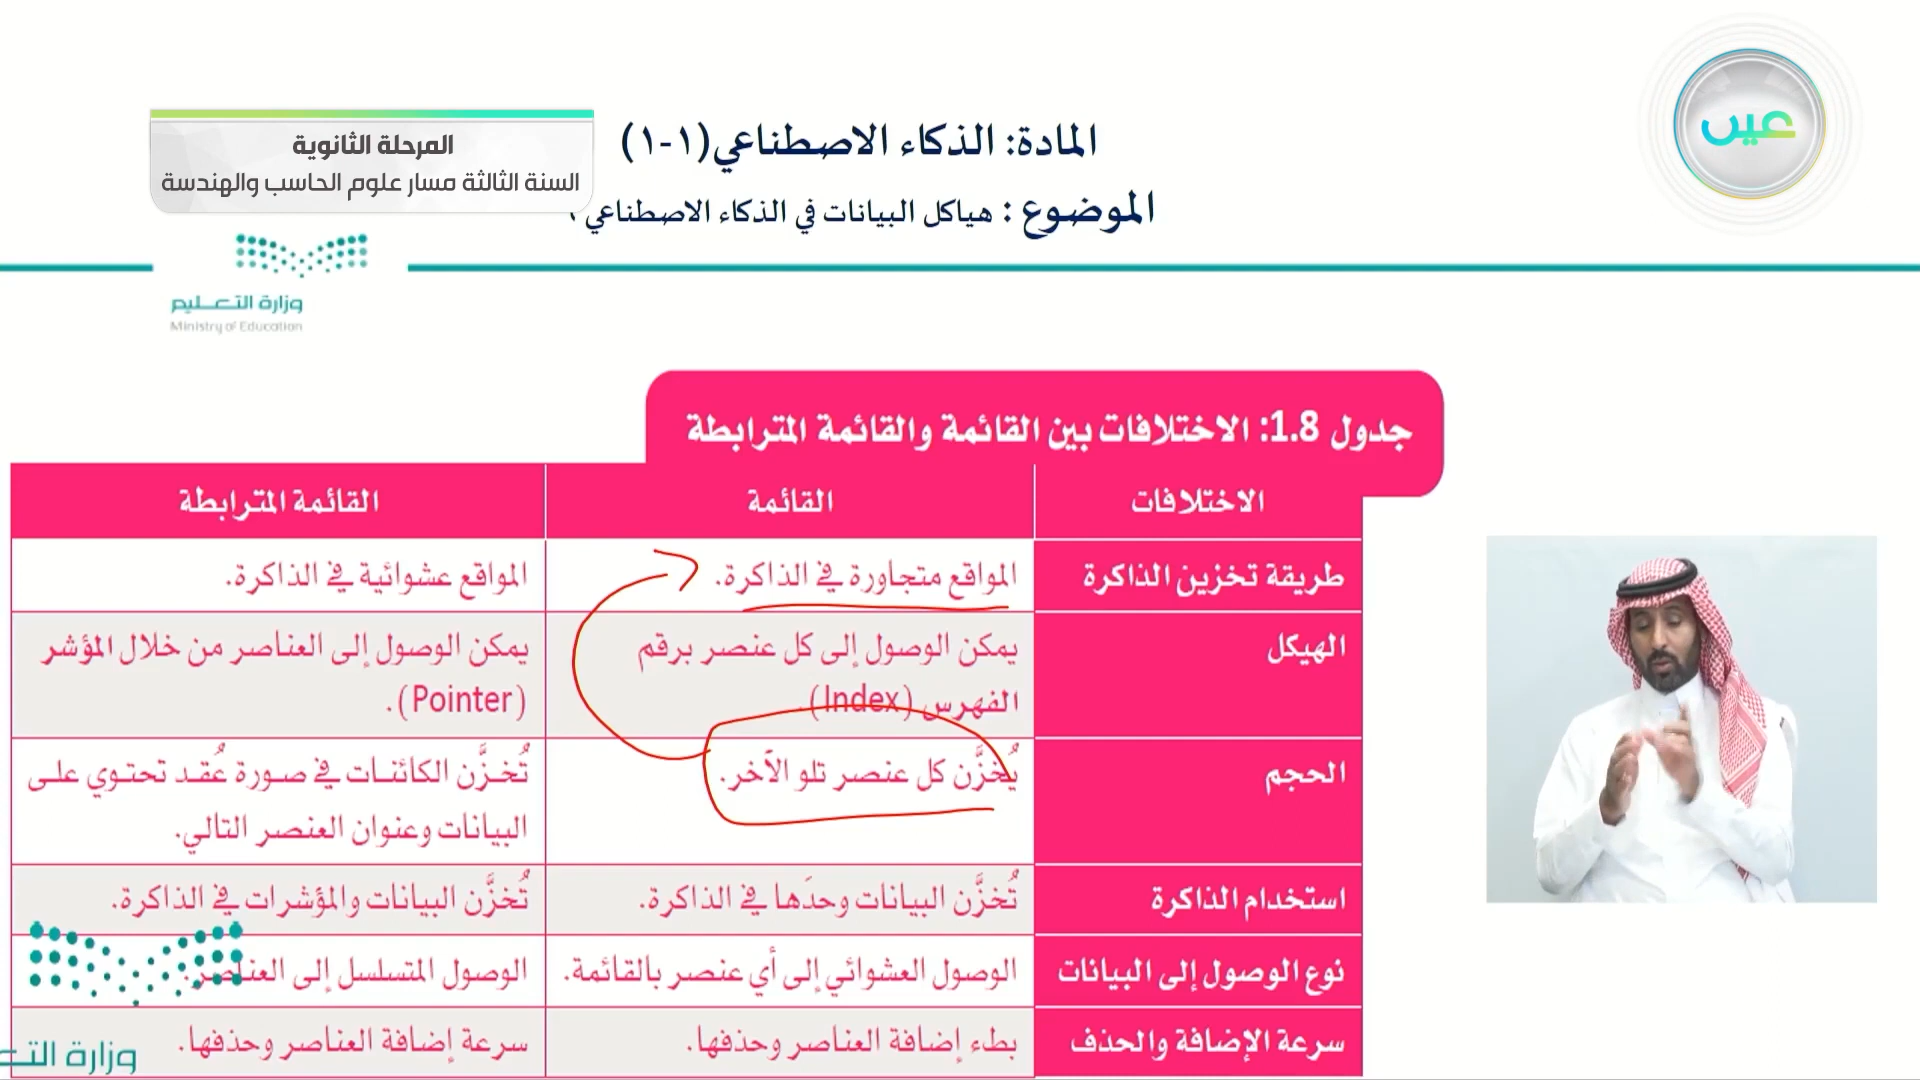 عين
المرحلة الثانوية
السنة الثالثة مسار علوم الحاسب والهندسة
المادة: الذكاء الاصطناعي(١-١)
الموضوع : هياكل البيانات في الذكاء الاصطناعي
وزارة التعليم
Ministry of Education
جدول 1.8: الاختلافات بين القائمة والقائمة المترابطة
الاختلافات القائمة القائمة المترابطة
طريقة تخزين الذاكرة المواقع متجاورة في الذاكرة. المواقع عشوائية في الذاكرة.
الهيكل يمكن الوصول إلى كل عنصر برقم يمكن الوصول إلى العناصر من خلال المؤشر
الفهرس (Index). (Pointer).
الحجم يُخزَّن كل عنصر تلو الآخر. تُخزَّن الكائنات في صورة عُقد تحتوي على
البيانات وعنوان العنصر التالي.
استخدام الذاكرة تُخزَّن البيانات وحدَها في الذاكرة. تُخزَّن البيانات والمؤشرات في الذاكرة.
نوع الوصول إلى البيانات الوصول العشوائي إلى أي عنصر بالقائمة. الوصول المتسلسل إلى العناصر.
سرعة الإضافة والحذف بطء إضافة العناصر وحذفها. سرعة إضافة العناصر وحذفها.
وزارة التعـ